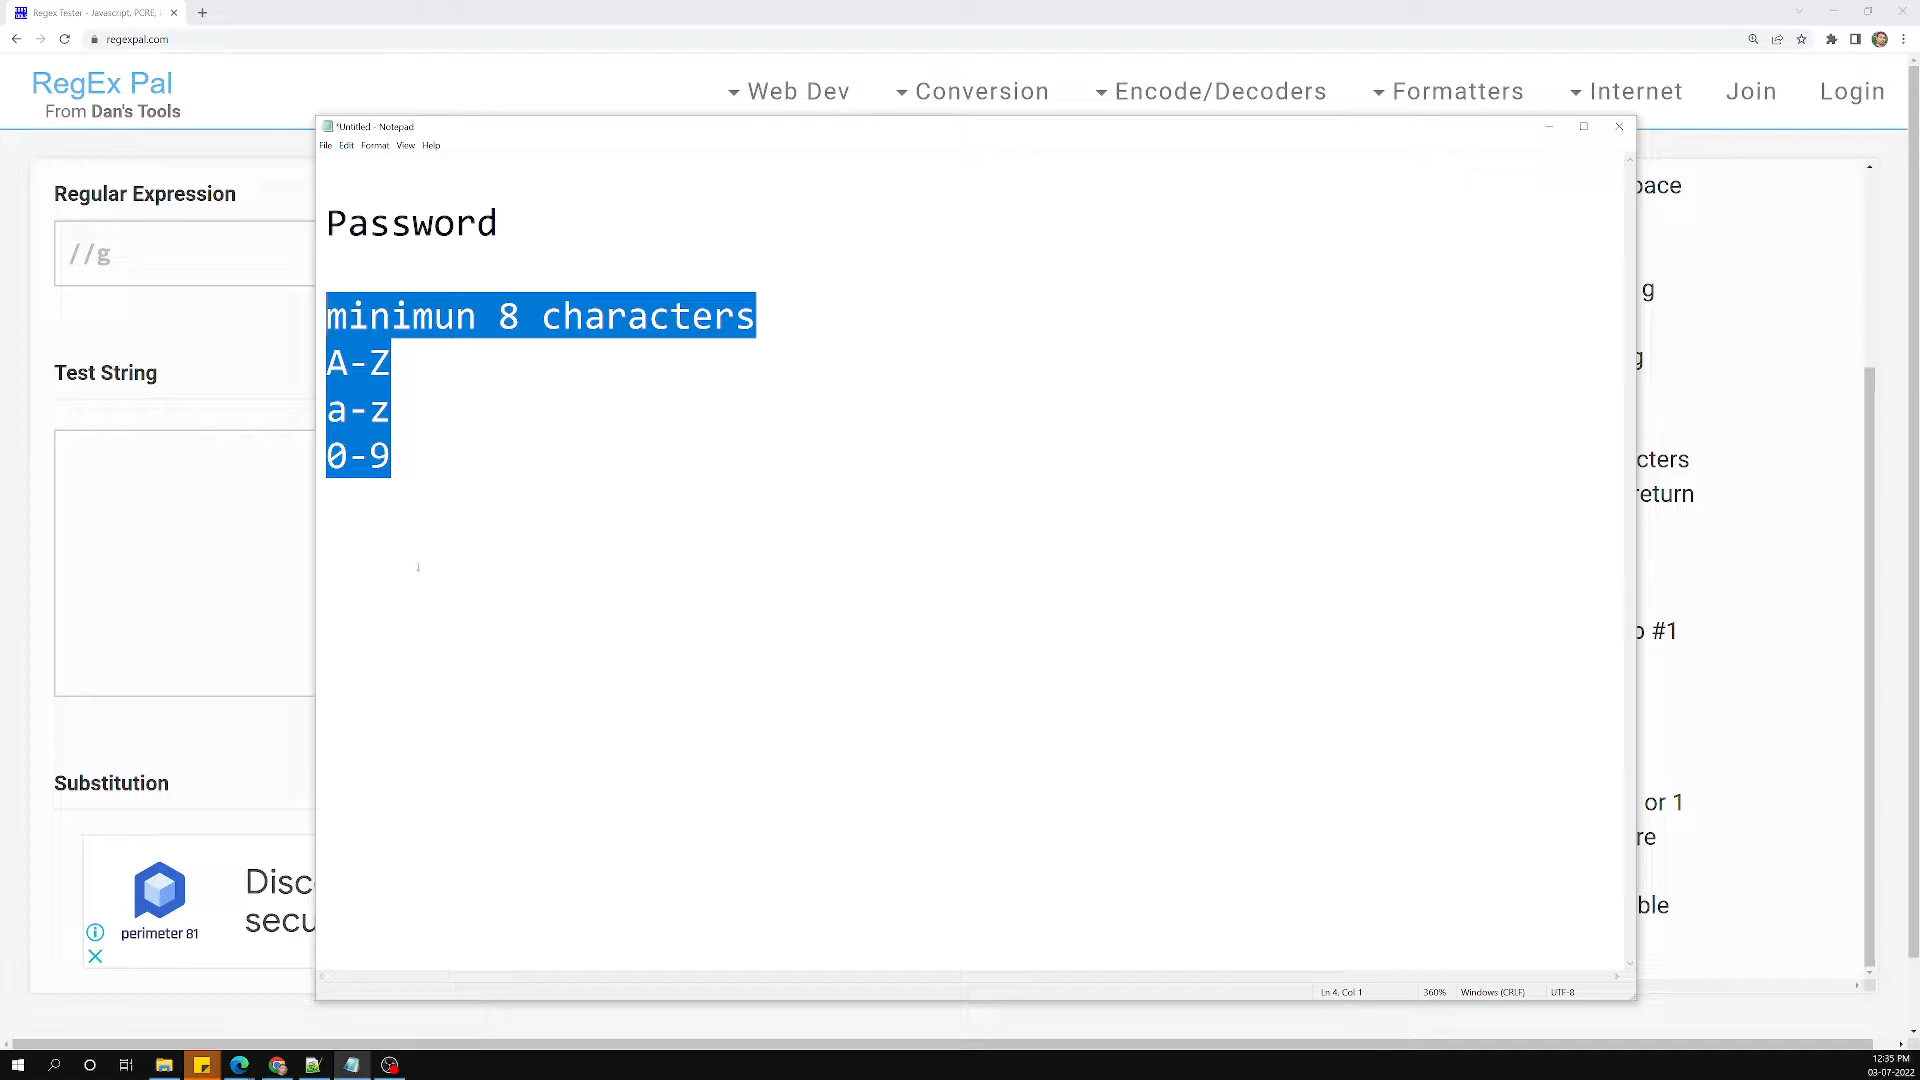 Regex Tester - Javascript, PCRE,
regexpal.com
RegEx Pal
From Dan's Tools
Web Dev
Conversion
Encode/Decoders
Formatters
Internet
Join
Login
*Untitled - Notepad
File Edit Format View Help
Regular Expression
//g
Password
minimun 8 characters
A-Z
a-z
0-9
Test String
Substitution
perimeter 81
Disc
secu
pace
g
g
cters
return
#1
or 1
re
ble
Ln 4, Col 1
360%
Windows (CRLF)
UTF-8
12:35 PM
03-07-2022